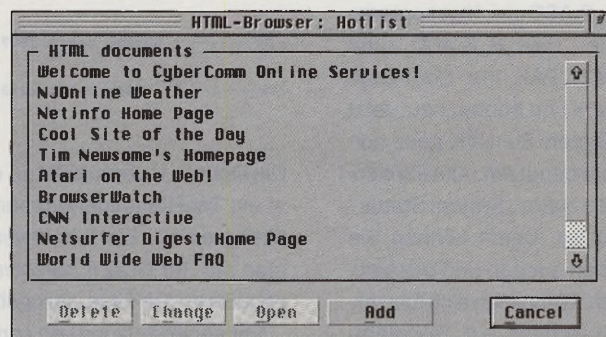 HTML-Browser: Hotlist
HTML documents
Welcome to CyberComm Online Services!
NJOnline Weather
Netinfo Home Page
Cool Site of the Day
Tim Newsome's Homepage
Atari on the Web!
BrowserWatch
CNN Interactive
Netsurfer Digest Home Page
World Wide Web FAQ
Delete Change Open Add Cancel